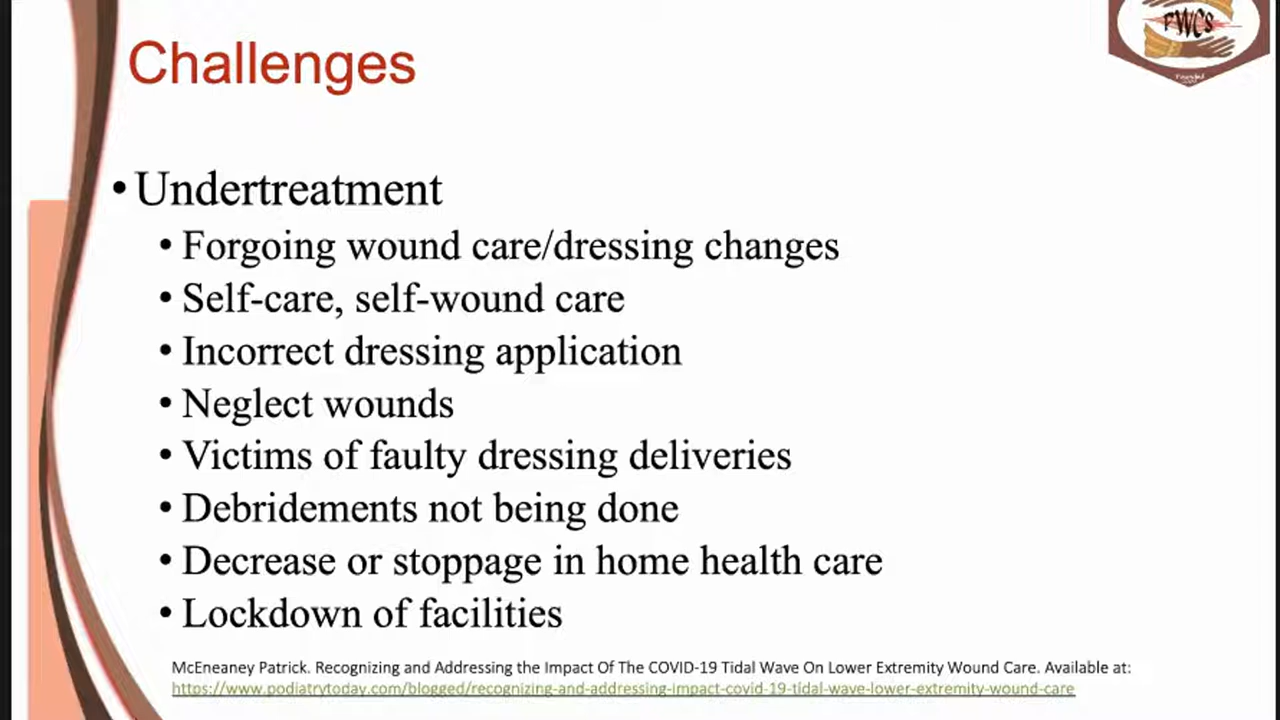 PWCS
Challenges
• Undertreatment
• Forgoing wound care/dressing changes
• Self-care, self-wound care
• Incorrect dressing application
• Neglect wounds
• Victims of faulty dressing deliveries
• Debridements not being done
• Decrease or stoppage in home health care
• Lockdown of facilities
McEneaney Patrick. Recognizing and Addressing the Impact Of The COVID-19 Tidal Wave On Lower Extremity Wound Care. Available at:
https://www.podiatrytoday.com/blogged/recognizing-and-addressing-impact-covid-19-tidal-wave-lower-extremity-wound-care